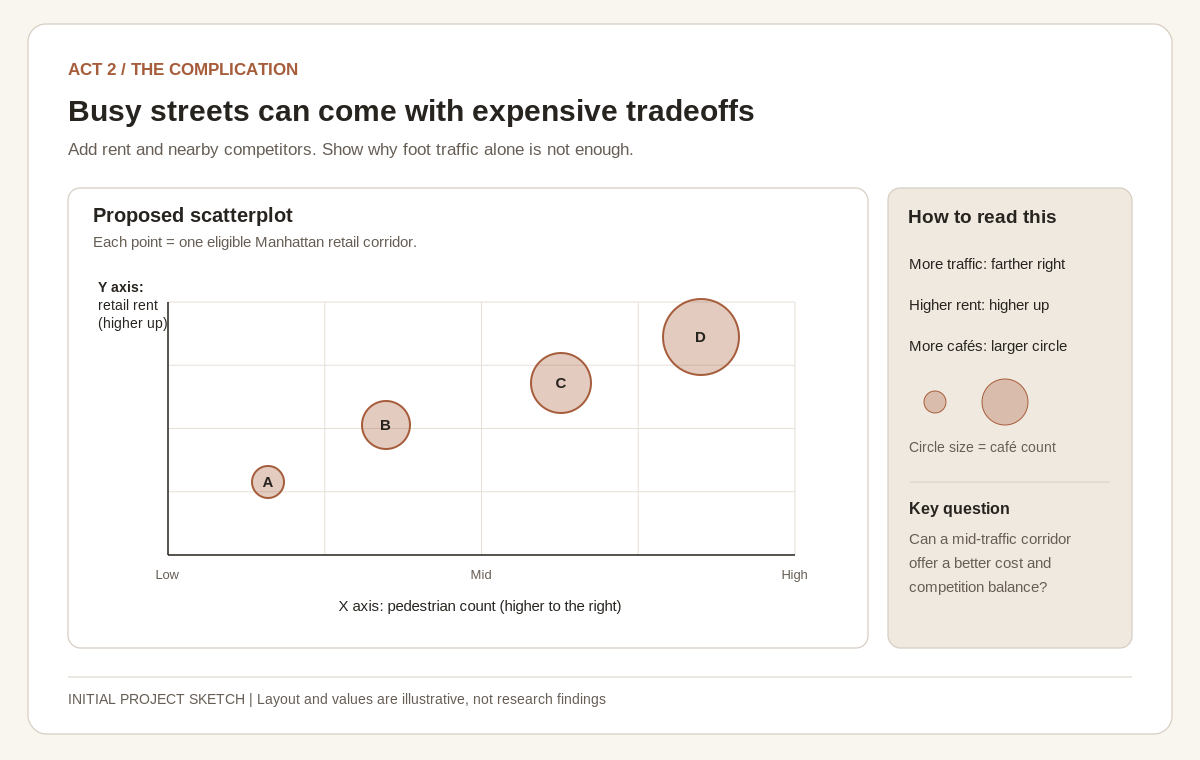 ACT 2 / THE COMPLICATION
Busy streets can come with expensive tradeoffs
Add rent and nearby competitors. Show why foot traffic alone is not enough.
Proposed scatterplot
Each point = one eligible Manhattan retail corridor.
Y axis:
retail rent
(higher up)
D
C
B
A
Low
Mid
High
X axis: pedestrian count (higher to the right)
How to read this
More traffic: farther right
Higher rent: higher up
More cafés: larger circle
Circle size = café count
Key question
Can a mid-traffic corridor
offer a better cost and
competition balance?
INITIAL PROJECT SKETCH | Layout and values are illustrative, not research findings